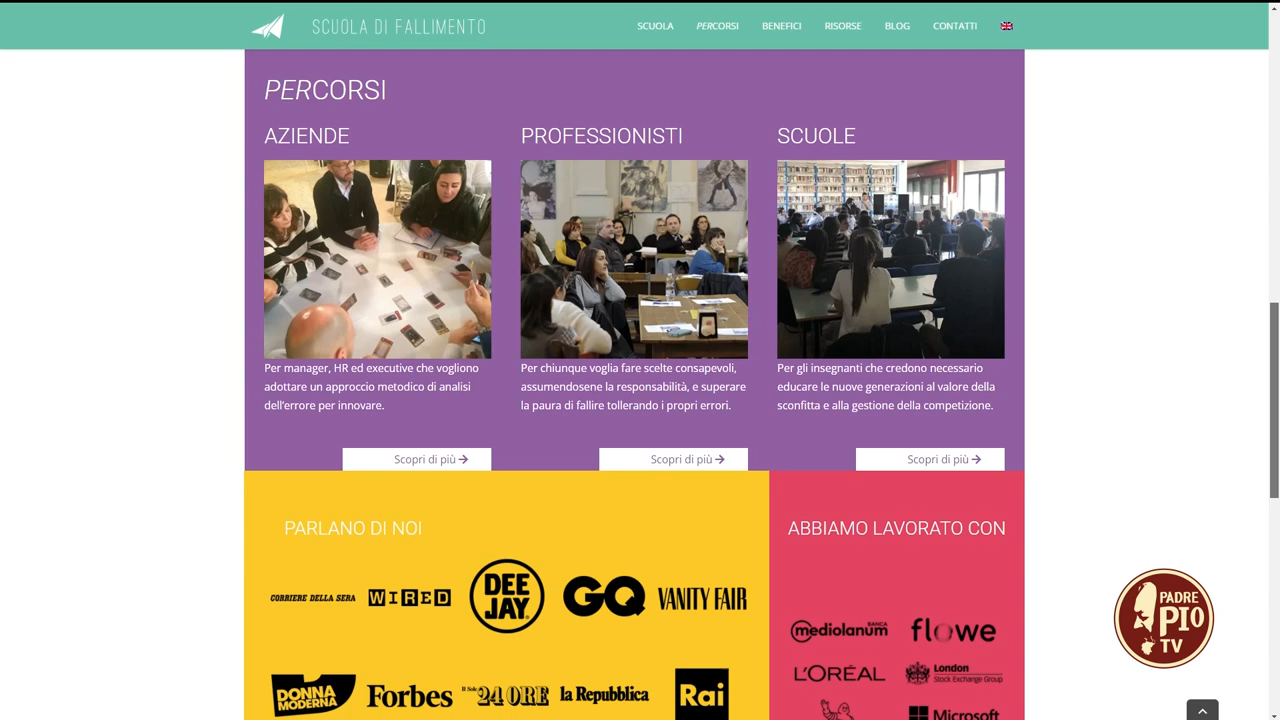 SCUOLA DI FALLIMENTO
SCUOLA
PERCORSI
BENEFICI
RISORSE
BLOG
CONTATTI
PERCORSI
AZIENDE
Per manager, HR ed executive che vogliono
adottare un approccio metodico di analisi
dell'errore per innovare.
Scopri di più
PROFESSIONISTI
Per chiunque voglia fare scelte consapevoli,
assumendosene la responsabilità, e superare
la paura di fallire tollerando i propri errori.
Scopri di più
SCUOLE
Per gli insegnanti che credono necessario
educare le nuove generazioni al valore della
sconfitta e alla gestione della competizione.
Scopri di più
PARLANO DI NOI
CORRIERE DELLA SERA
WIRED
DEE
JAY
GQ
VANITY FAIR
DONNA
MODERNA
Forbes
Il Sole 24 ORE
la Repubblica
Rai
ABBIAMO LAVORATO CON
BANCA
mediolanum
flowe
L'ORÉAL
London
Stock Exchange Group
Microsoft
PADRE
PIO
TV